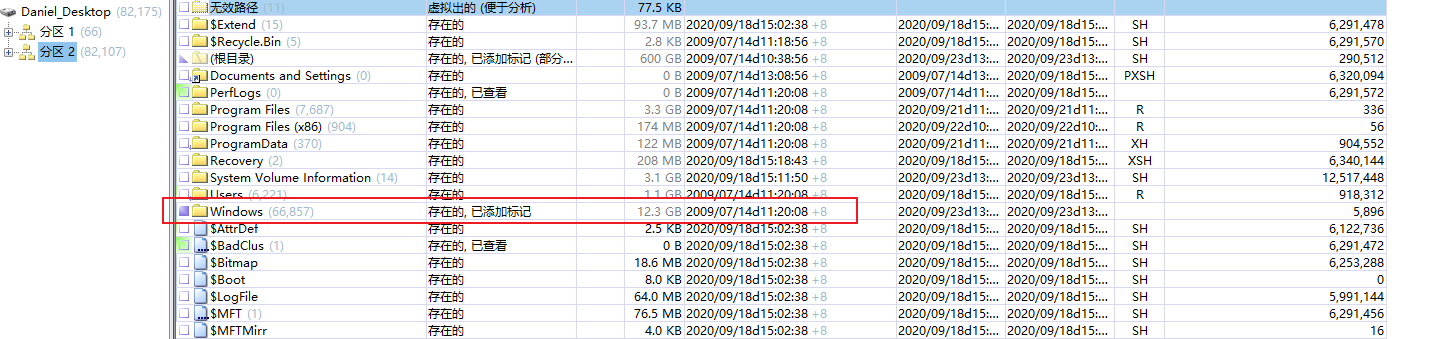 Daniel_Desktop (82,175)
分区 1 (66)
分区 2 (82,107)
无效路径 (11) 虚拟出的 (便于分析) 77.5 KB
$Extend (15) 存在的 93.7 MB 2020/09/18d15:02:38 +8 2020/09/18d15:... 2020/09/18d15:... SH 6,291,478
$Recycle.Bin (5) 存在的 2.8 KB 2009/07/14d11:18:56 +8 2020/09/18d15:... 2020/09/18d15:... SH 6,291,570
(根目录) 存在的, 已添加标记 (部分... 600 GB 2009/07/14d10:38:56 +8 2020/09/23d13:... 2020/09/23d13:... SH 290,512
Documents and Settings (0) 存在的 0 B 2009/07/14d13:08:56 +8 2009/07/14d13:... 2020/09/18d15:... PXSH 6,320,094
PerfLogs (0) 存在的, 已查看 0 B 2009/07/14d11:20:08 +8 2009/07/14d11:... 2020/09/18d15:... 6,291,572
Program Files (7,687) 存在的 3.3 GB 2009/07/14d11:20:08 +8 2020/09/21d11:... 2020/09/21d11:... R 336
Program Files (x86) (904) 存在的 174 MB 2009/07/14d11:20:08 +8 2020/09/22d10:... 2020/09/22d10:... R 56
ProgramData (370) 存在的 122 MB 2009/07/14d11:20:08 +8 2020/09/21d11:... 2020/09/21d11:... XH 904,552
Recovery (2) 存在的 208 MB 2020/09/18d15:18:43 +8 2020/09/18d15:... 2020/09/18d15:... XSH 6,340,144
System Volume Information (14) 存在的 3.1 GB 2020/09/18d15:11:50 +8 2020/09/23d13:... 2020/09/23d13:... SH 12,517,448
Users (6,221) 存在的 1.1 GB 2009/07/14d11:20:08 +8 2020/09/18d15:... 2020/09/18d15:... R 918,312
Windows (66,857) 存在的, 已添加标记 12.3 GB 2009/07/14d11:20:08 +8 2020/09/23d13:... 2020/09/23d13:... 5,896
$AttrDef 存在的 2.5 KB 2020/09/18d15:02:38 +8 2020/09/18d15:... 2020/09/18d15:... SH 6,122,736
$BadClus (1) 存在的, 已查看 0 B 2020/09/18d15:02:38 +8 2020/09/18d15:... 2020/09/18d15:... SH 6,291,472
$Bitmap 存在的 18.6 MB 2020/09/18d15:02:38 +8 2020/09/18d15:... 2020/09/18d15:... SH 6,253,288
$Boot 存在的 8.0 KB 2020/09/18d15:02:38 +8 2020/09/18d15:... 2020/09/18d15:... SH 0
$LogFile 存在的 64.0 MB 2020/09/18d15:02:38 +8 2020/09/18d15:... 2020/09/18d15:... SH 5,991,144
$MFT (1) 存在的 76.5 MB 2020/09/18d15:02:38 +8 2020/09/18d15:... 2020/09/18d15:... SH 6,291,456
$MFTMirr 存在的 4.0 KB 2020/09/18d15:02:38 +8 2020/09/18d15:... 2020/09/18d15:... SH 16